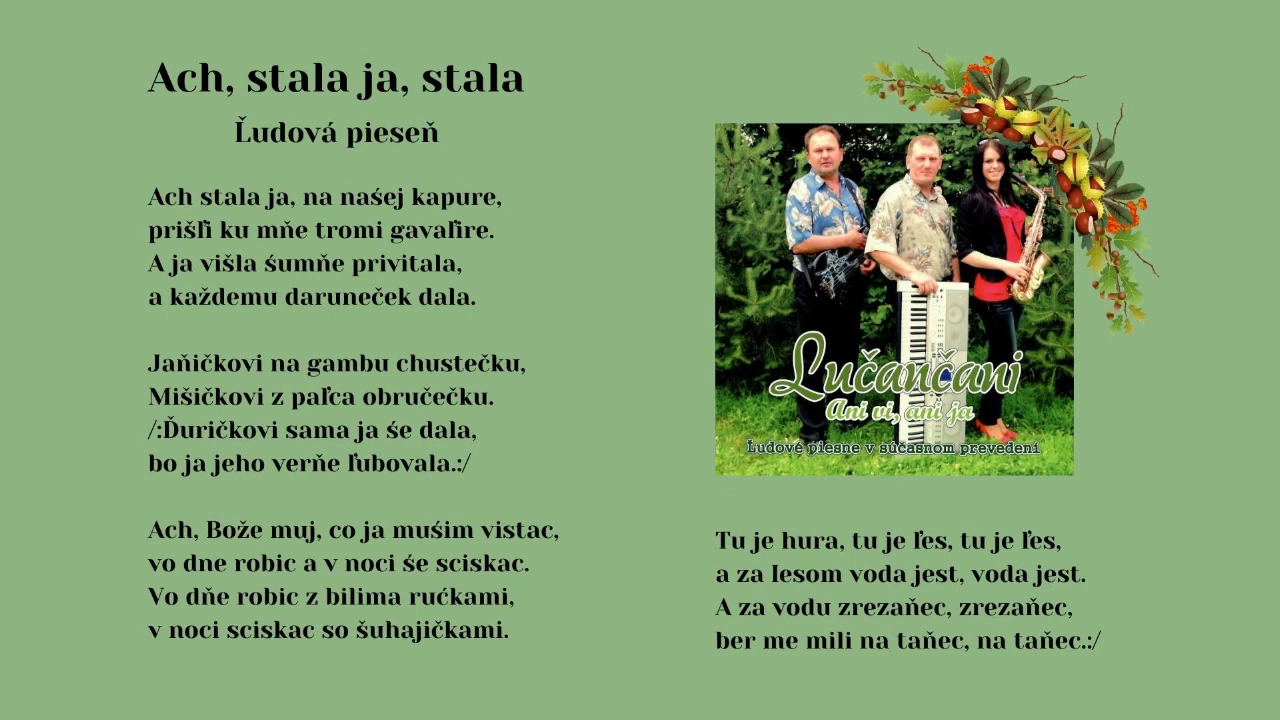 Ach, stala ja, stala
Ľudová pieseň
Ach stala ja, na naśej kapure,
prišľi ku mňe tromi gavaľire.
A ja višla śumňe privitala,
a každemu daruneček dala.
Jaňičkovi na gambu chustečku,
Mišičkovi z paľca obručečku.
/:Ďuričkovi sama ja śe dala,
bo ja jeho verňe ľubovala.:/
Ach, Bože muj, co ja muśim vistac,
vo dne robic a v noci śe sciskac.
Vo dňe robic z bilima rućkami,
v noci sciskac so šuhajičkami.
Lučančani
Ani vi, ani ja
Ľudové piesne v súčasnom prevedení
Tu je hura, tu je ľes, tu je ľes,
a za lesom voda jest, voda jest.
A za vodu zrezaňec, zrezaňec,
ber me mili na taňec, na taňec.:/